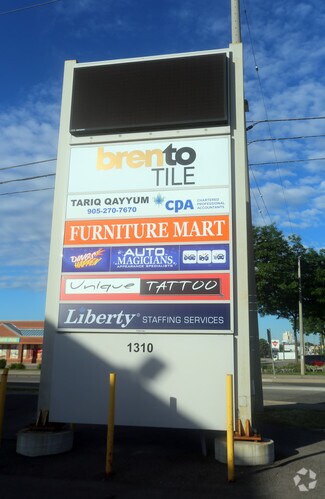 brento
TILE
TARIQ QAYYUM
905-270-7670
CPA
CHARTERED
PROFESSIONAL
ACCOUNTANTS
FURNITURE MART
AUTO
MAGICIANS
APPEARANCE SPECIALISTS
Unique TATTOO
Liberty STAFFING SERVICES
1310